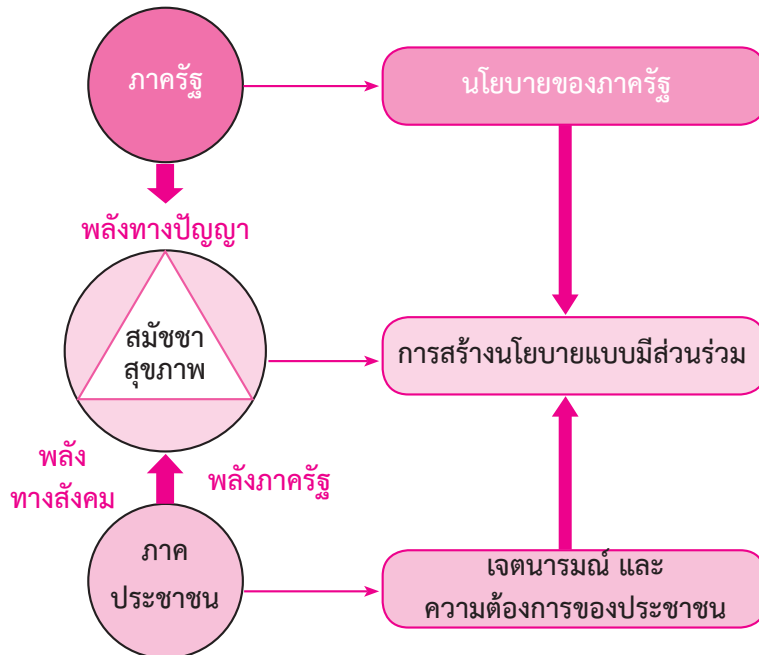 ภาครัฐ
นโยบายของภาครัฐ
พลังทางปัญญา
สมัชชา
สุขภาพ
การสร้างนโยบายแบบมีส่วนร่วม
พลัง
ทางสังคม
พลังภาครัฐ
ภาค
ประชาชน
เจตนารมณ์ และ
ความต้องการของประชาชน